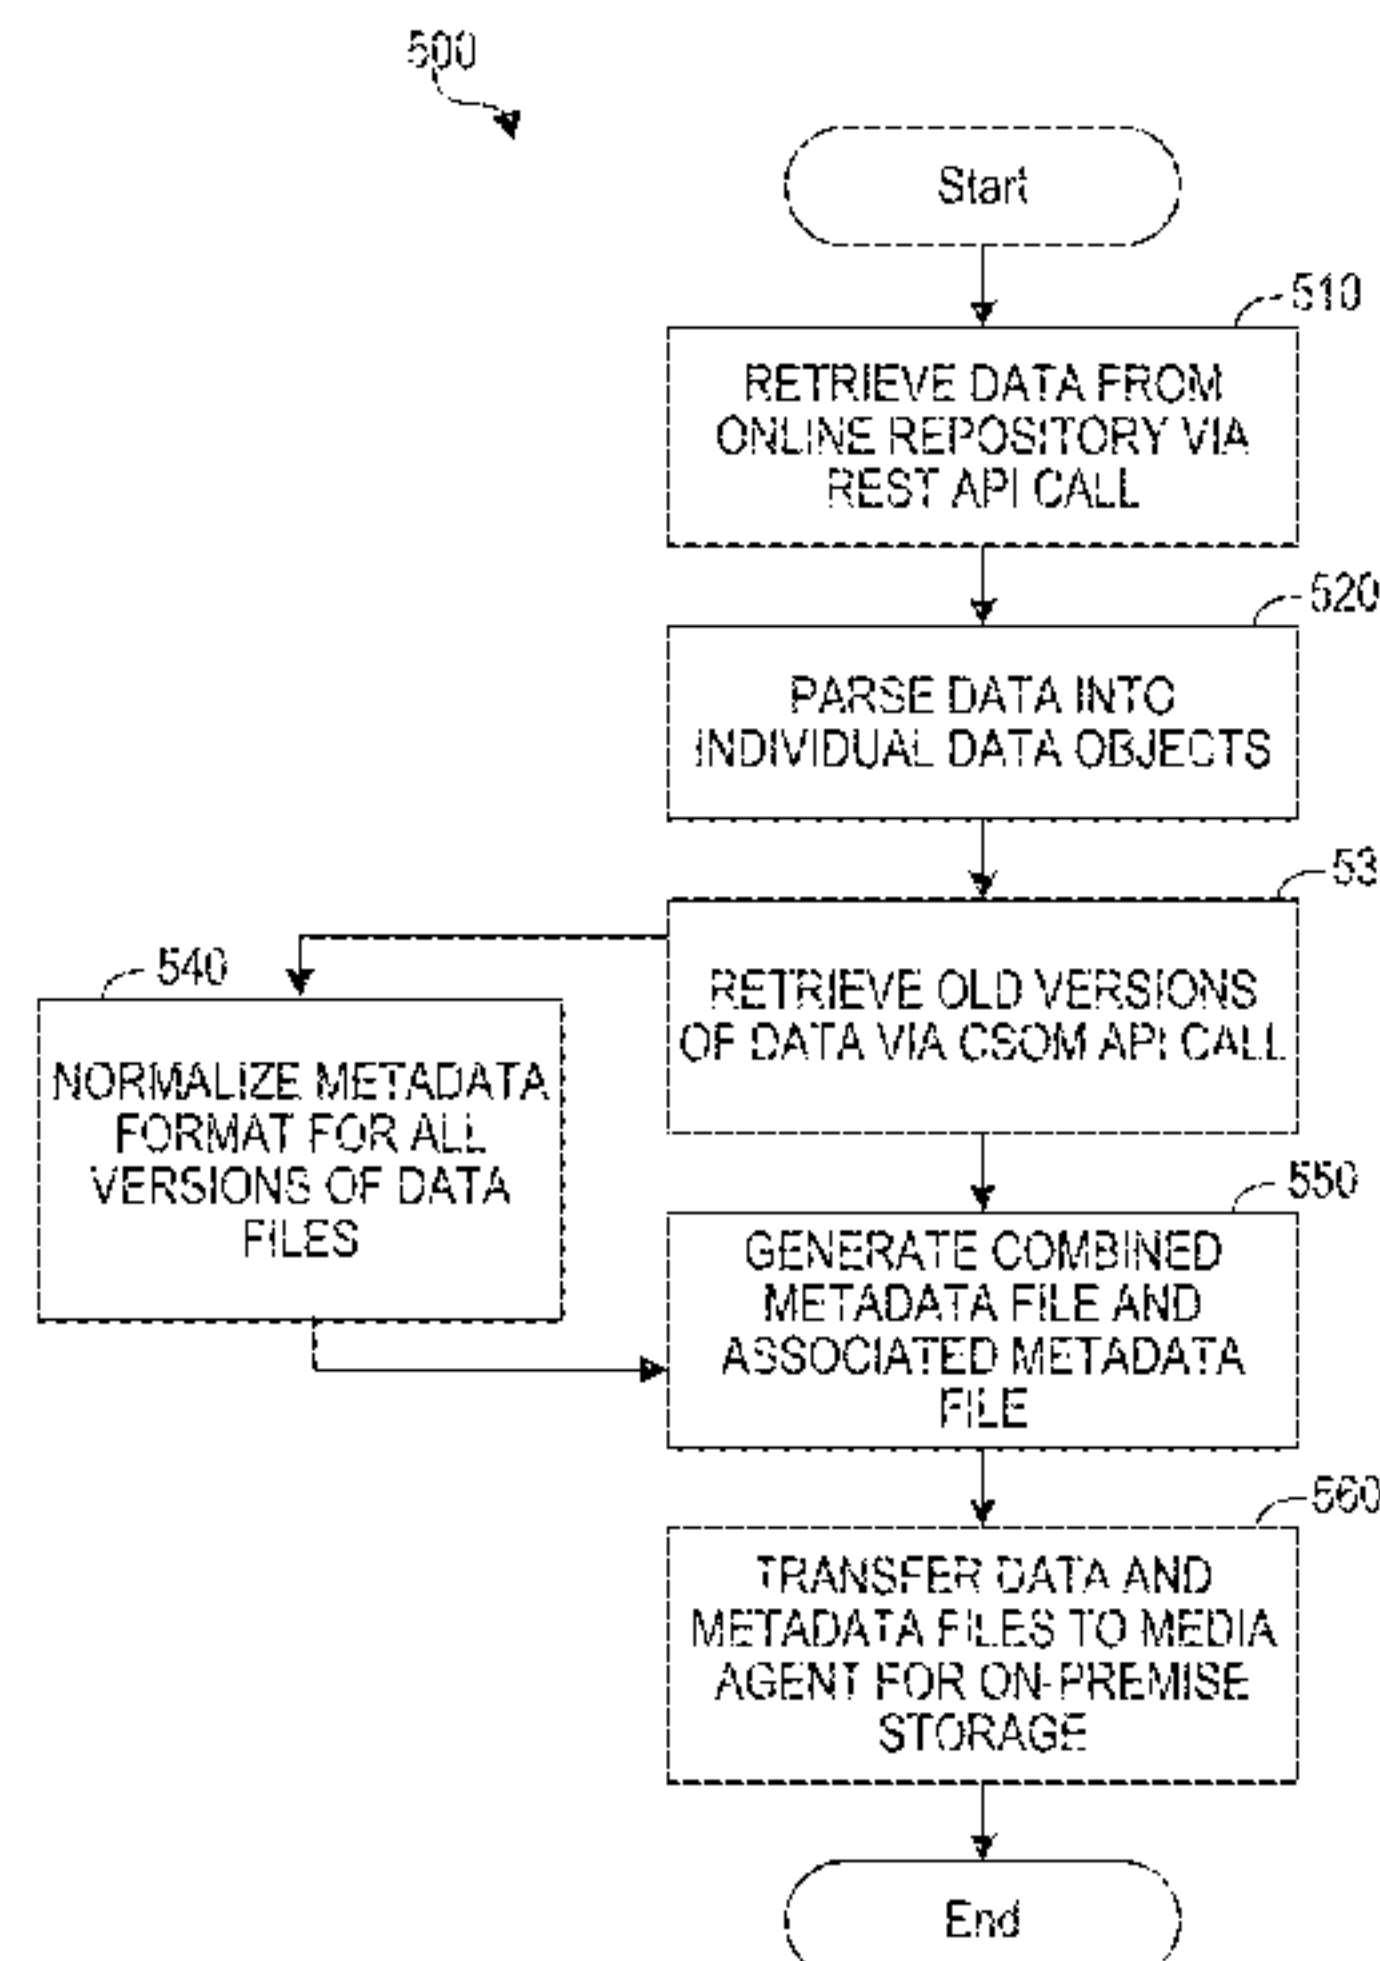 500
Start
510
RETRIEVE DATA FROM
ONLINE REPOSITORY VIA
REST API CALL
520
PARSE DATA INTO
INDIVIDUAL DATA OBJECTS
53
RETRIEVE OLD VERSIONS
OF DATA VIA CSOM API CALL
540
NORMALIZE METADATA
FORMAT FOR ALL
VERSIONS OF DATA
FILES
550
GENERATE COMBINED
METADATA FILE AND
ASSOCIATED METADATA
FILE
560
TRANSFER DATA AND
METADATA FILES TO MEDIA
AGENT FOR ON-PREMISE
STORAGE
End